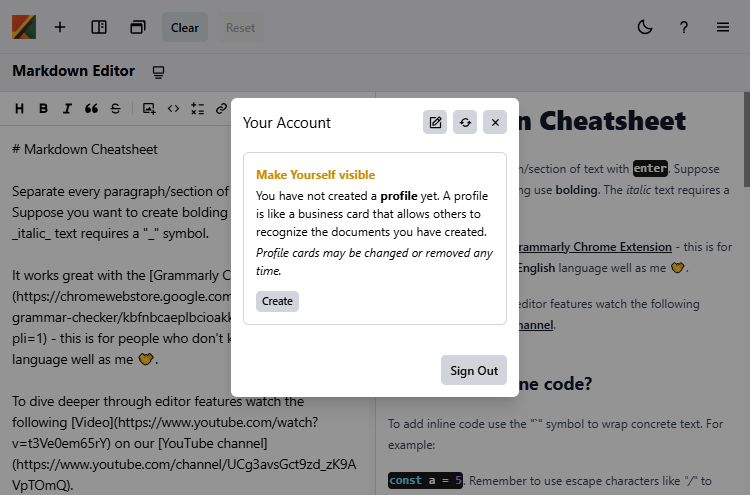 Clear Reset
Markdown Editor
# Markdown Cheatsheet
Separate every paragraph/section of
Suppose you want to create bolding
_italic_ text requires a "_" symbol.
It works great with the [Grammarly C
(https://chromewebstore.google.com
grammar-checker/kbfnbcaeplbcioakk
pli=1) - this is for people who don't k
language well as me
To dive deeper through editor features watch the
following [Video](https://www.youtube.com/watch?
v=t3Ve0em65rY) on our [YouTube channel]
(https://www.youtube.com/channel/UCg3avsGct9zd_zK9A
VpTOmQ).
Your Account
Make Yourself visible
You have not created a profile yet. A profile
is like a business card that allows others to
recognize the documents you have created.
Profile cards may be changed or removed any
time.
Create
Sign Out
n Cheatsheet
h/section of text with enter. Suppose
ng use bolding. The italic text requires a
rammarly Chrome Extension - this is for
English language well as me
editor features watch the following
hannel.
ne code?
To add inline code use the "`" symbol to wrap concrete text. For
example:
const a = 5. Remember to use escape characters like "/" to